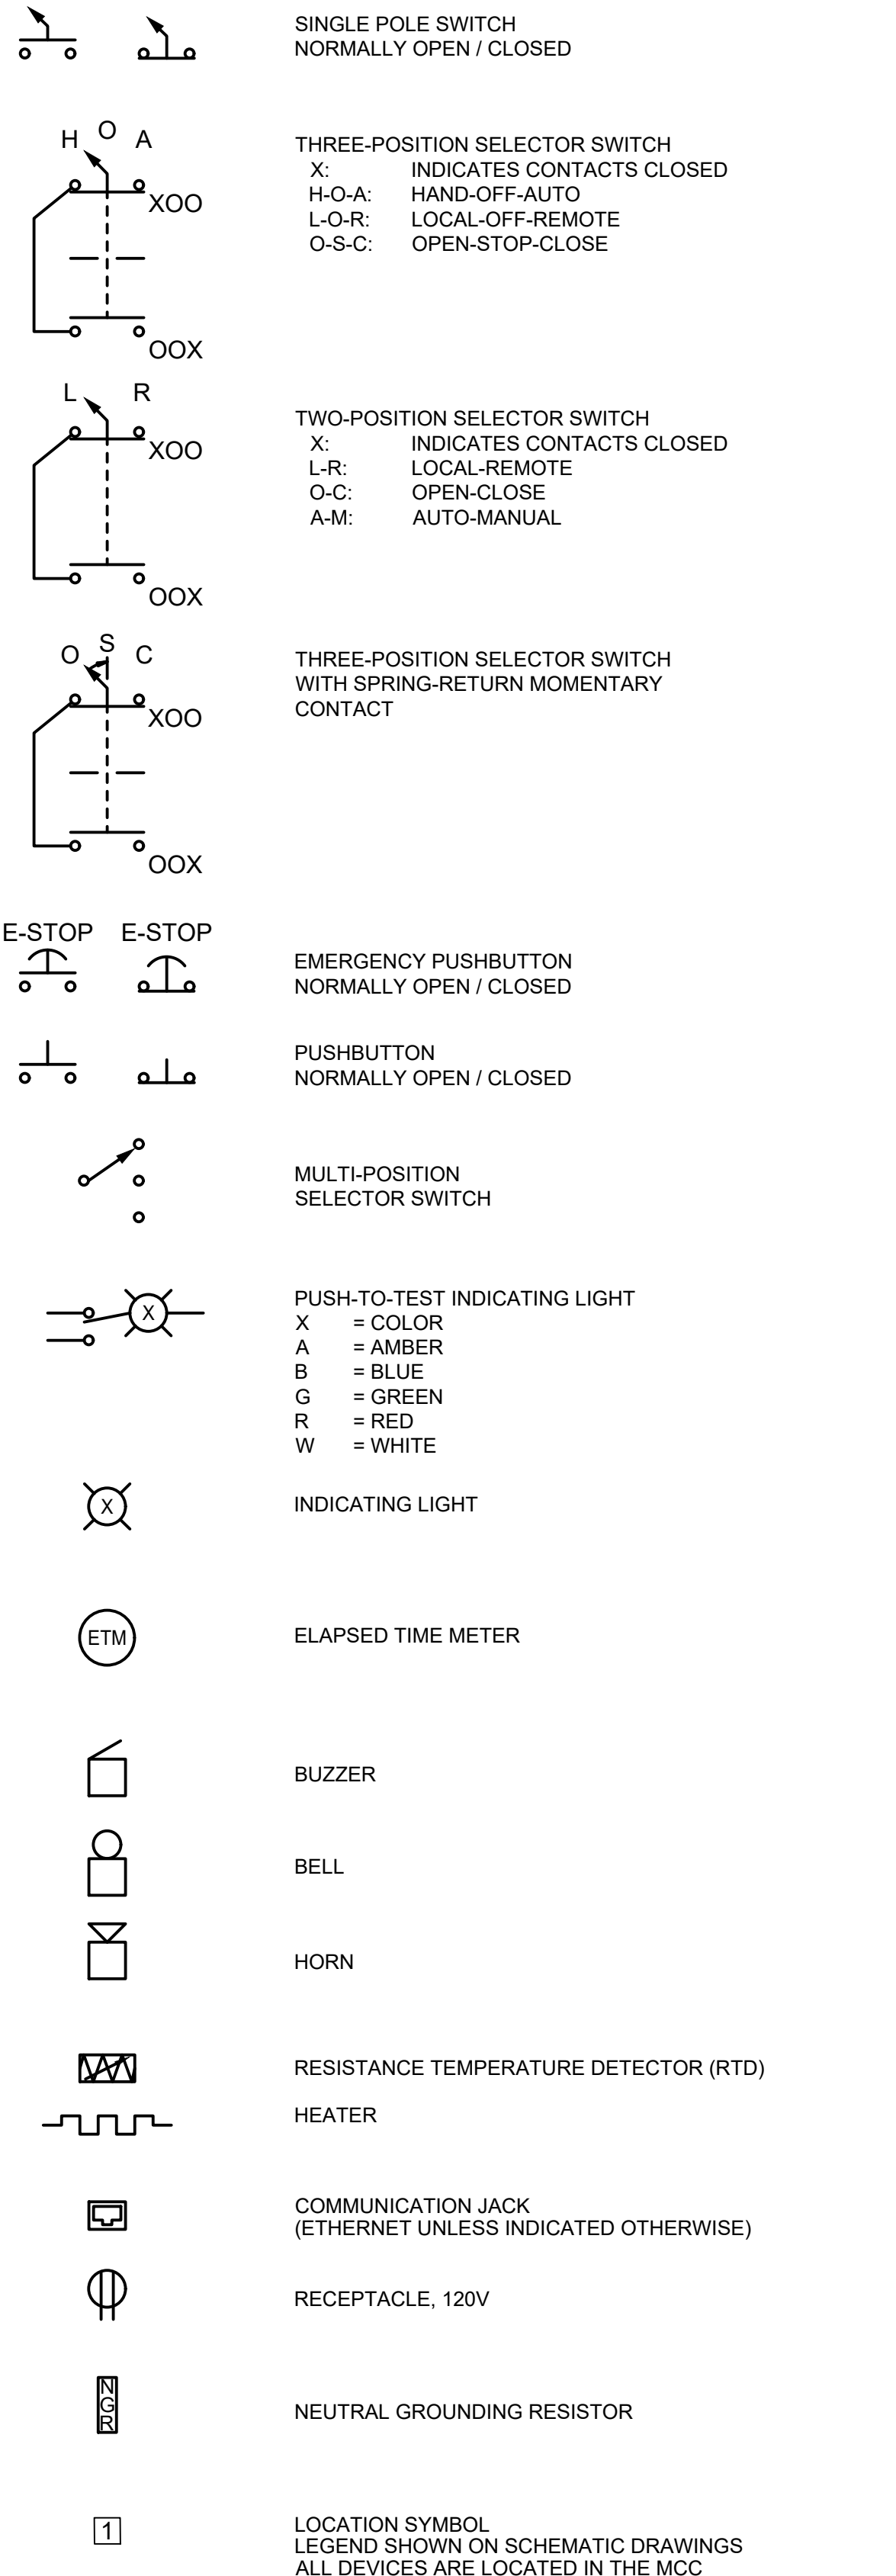 SINGLE POLE SWITCH
NORMALLY OPEN / CLOSED
H O A
XOO
OOX
THREE-POSITION SELECTOR SWITCH
X: INDICATES CONTACTS CLOSED
H-O-A: HAND-OFF-AUTO
L-O-R: LOCAL-OFF-REMOTE
O-S-C: OPEN-STOP-CLOSE
L R
XOO
OOX
TWO-POSITION SELECTOR SWITCH
X: INDICATES CONTACTS CLOSED
L-R: LOCAL-REMOTE
O-C: OPEN-CLOSE
A-M: AUTO-MANUAL
O S C
XOO
OOX
THREE-POSITION SELECTOR SWITCH
WITH SPRING-RETURN MOMENTARY
CONTACT
E-STOP E-STOP
EMERGENCY PUSHBUTTON
NORMALLY OPEN / CLOSED
PUSHBUTTON
NORMALLY OPEN / CLOSED
MULTI-POSITION
SELECTOR SWITCH
X
PUSH-TO-TEST INDICATING LIGHT
X = COLOR
A = AMBER
B = BLUE
G = GREEN
R = RED
W = WHITE
X
INDICATING LIGHT
ETM
ELAPSED TIME METER
BUZZER
BELL
HORN
RESISTANCE TEMPERATURE DETECTOR (RTD)
HEATER
COMMUNICATION JACK
(ETHERNET UNLESS INDICATED OTHERWISE)
RECEPTACLE, 120V
N
G
R
NEUTRAL GROUNDING RESISTOR
1
LOCATION SYMBOL
LEGEND SHOWN ON SCHEMATIC DRAWINGS
ALL DEVICES ARE LOCATED IN THE MCC